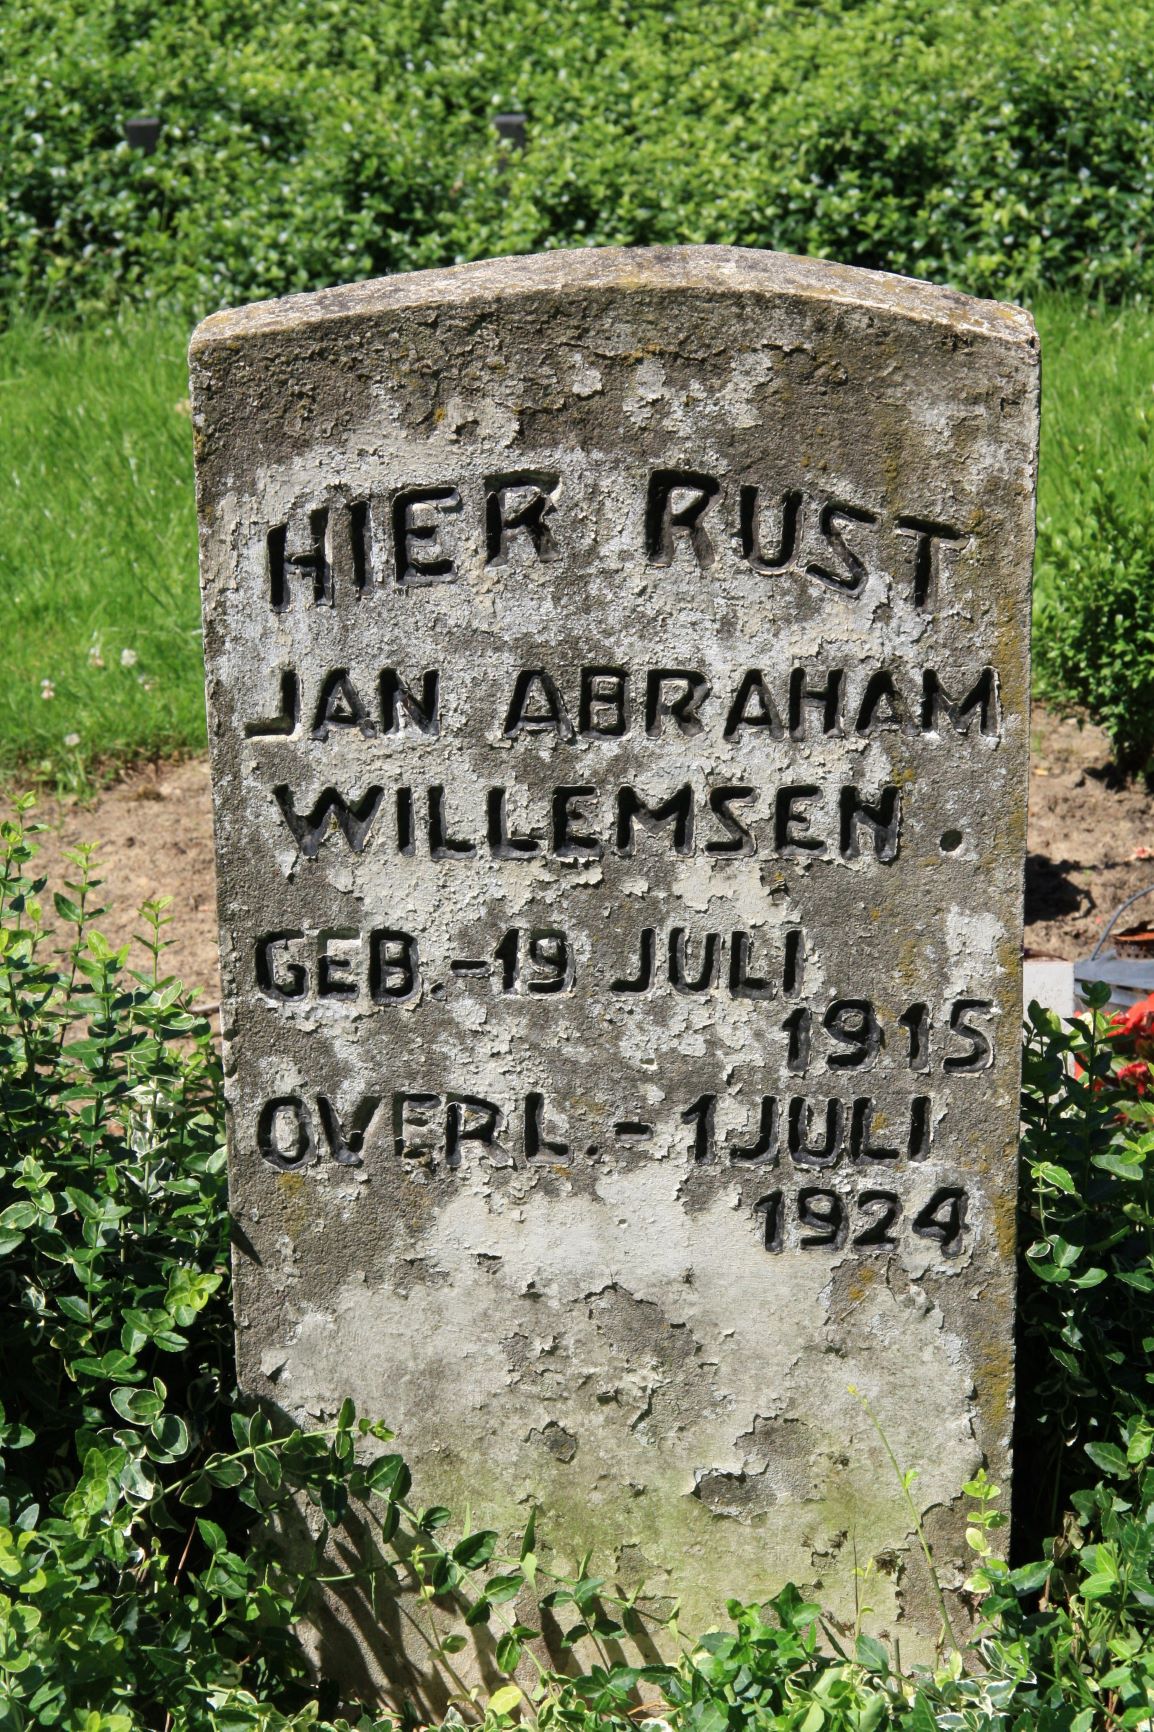 HIER RUST
JAN ABRAHAM
WILLEMSEN.
GEB.-19 JULI
1915
OVERL.-1 JULI
1924